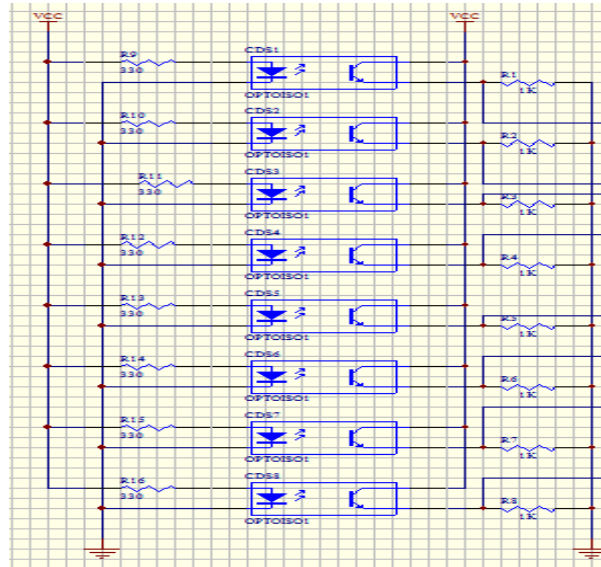 VCC VCC
CDS1
R9
330
R1
1K
OPTOISO1
CDS2
R10
330
R2
1K
OPTOISO1
CDS3
R11
330
R3
1K
OPTOISO1
CDS4
R12
330
R4
1K
OPTOISO1
CDS5
R13
330
R5
1K
OPTOISO1
CDS6
R14
330
R6
1K
OPTOISO1
CDS7
R15
330
R7
1K
OPTOISO1
CDS8
R16
330
R8
1K
OPTOISO1